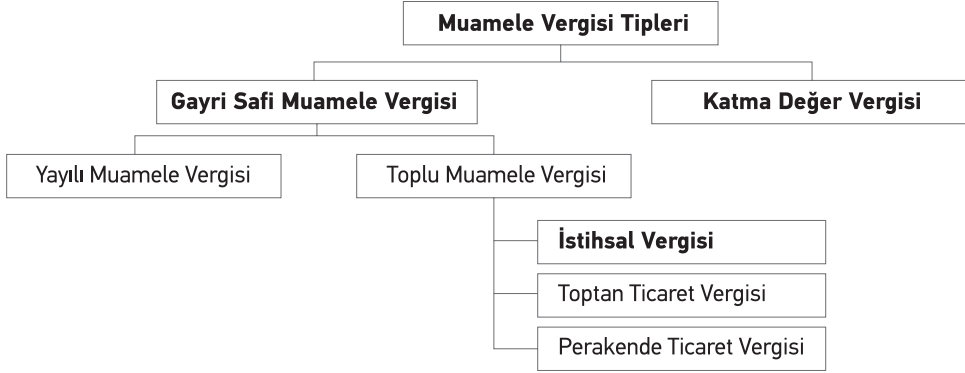 Muamele Vergisi Tipleri
Gayri Safi Muamele Vergisi
Katma Değer Vergisi
Yayılı Muamele Vergisi
Toplu Muamele Vergisi
İstihsal Vergisi
Toptan Ticaret Vergisi
Perakende Ticaret Vergisi